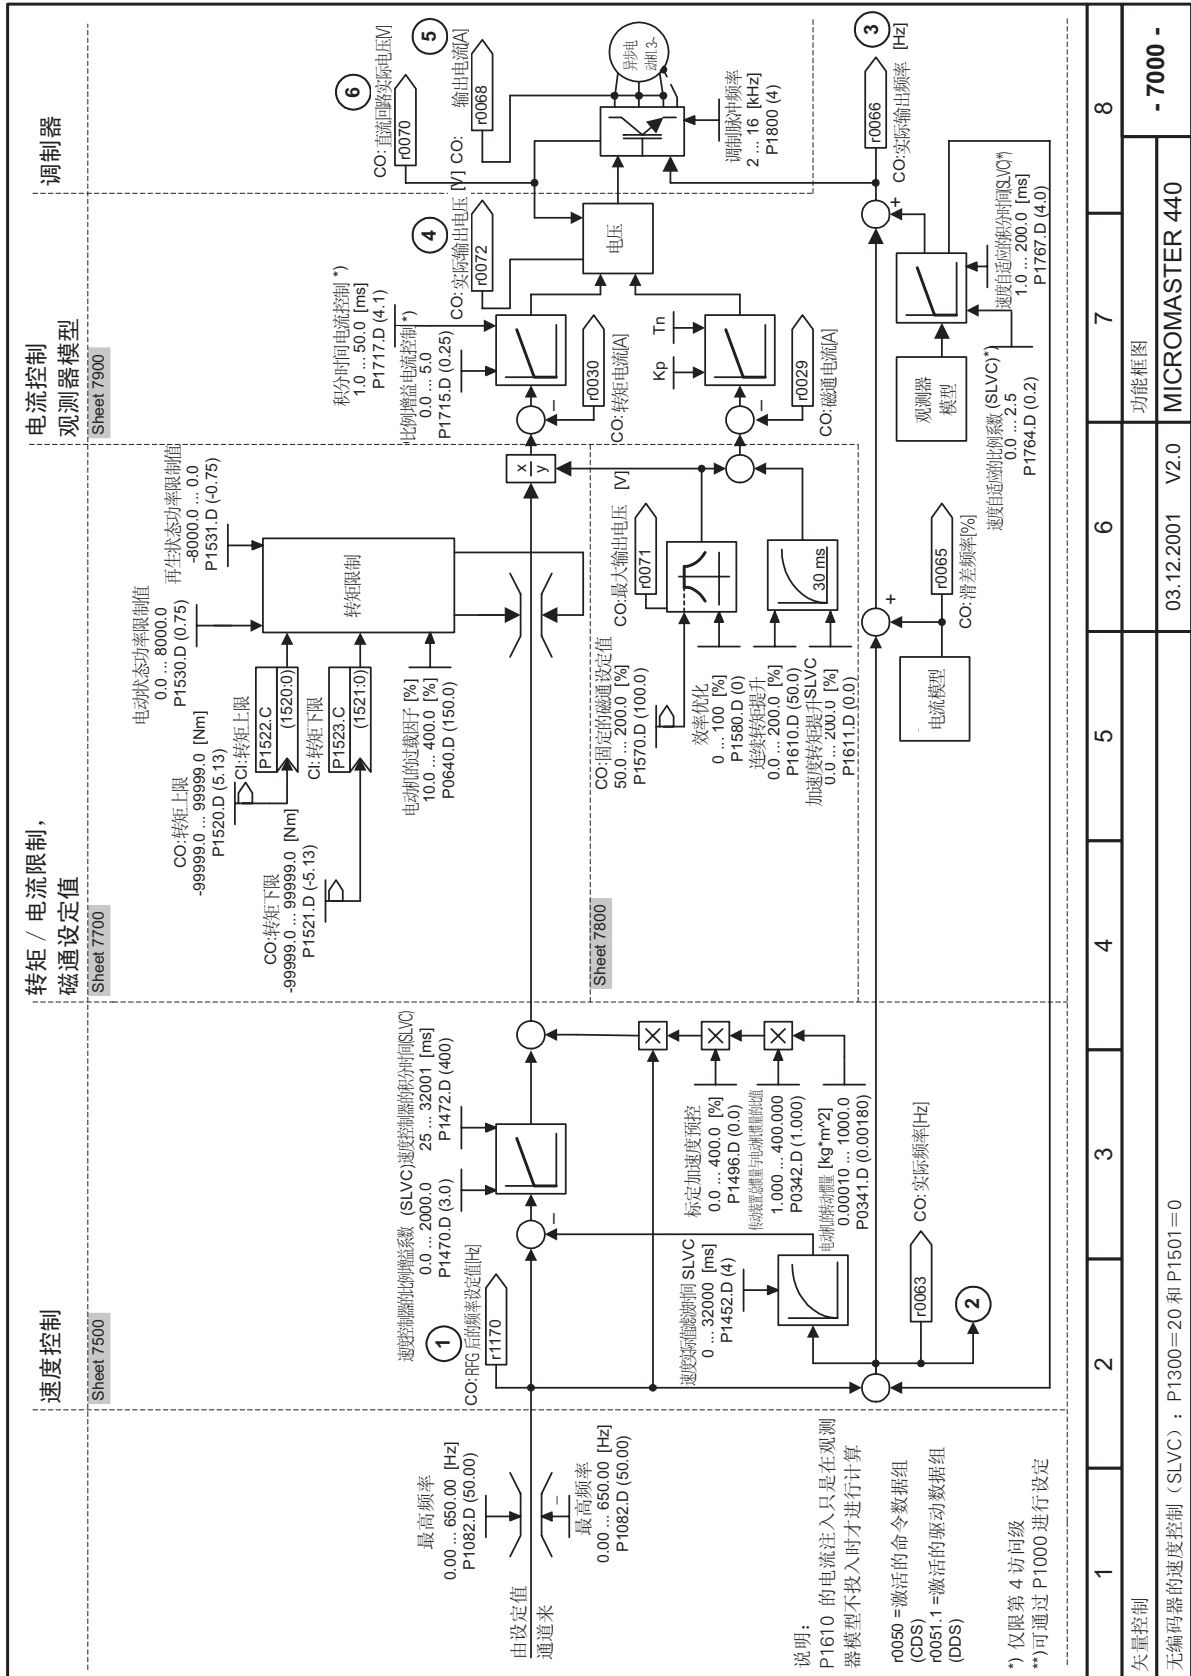 速度控制
Sheet 7500
转矩 / 电流限制，
磁通设定值
Sheet 7700
电流控制
观测器模型
Sheet 7900
调制器
由设定值
通道来
最高频率
0.00 ... 650.00 [Hz]
P1082.D (50.00)
最高频率
0.00 ... 650.00 [Hz]
P1082.D (50.00)
–
1
CO:RFG 后的频率设定值[Hz]
r1170
速度控制器的比例增益系数 (SLVC)
0.0 ... 2000.0
P1470.D (3.0)
速度控制器的积分时间(SLVC)
25 ... 32001 [ms]
P1472.D (400)
–
速度实际值滤波时间 SLVC
0 ... 32000 [ms]
P1452.D (4)
标定加速度预控
0.0 ... 400.0 [%]
P1496.D (0.0)
传动装置总惯量与电动机惯量的比值
1.000 ... 400.000
P0342.D (1.000)
电动机的转动惯量 [kg*m^2]
0.00010 ... 1000.0
P0341.D (0.00180)
r0063
CO: 实际频率[Hz]
2
CO:转矩上限
-99999.0 ... 99999.0 [Nm]
P1520.D (5.13)
CO:转矩下限
-99999.0 ... 99999.0 [Nm]
P1521.D (-5.13)
CI:转矩上限
P1522.C
(1520:0)
CI:转矩下限
P1523.C
(1521:0)
电动机的过载因子 [%]
10.0 ... 400.0 [%]
P0640.D (150.0)
电动状态功率限制值
0.0 ... 8000.0
P1530.D (0.75)
再生状态功率限制值
-8000.0 ... 0.0
P1531.D (-0.75)
转矩限制
Sheet 7800
CO:固定的磁通设定值
50.0 ... 200.0 [%]
P1570.D (100.0)
效率优化
0 ... 100 [%]
P1580.D (0)
连续转矩提升
0.0 ... 200.0 [%]
P1610.D (50.0)
加速度转矩提升SLVC
0.0 ... 200.0 [%]
P1611.D (0.0)
CO:最大输出电压 [V]
r0071
30 ms
x
y
积分时间电流控制 *)
1.0 ... 50.0 [ms]
P1717.D (4.1)
比例增益电流控制*)
0.0 ... 5.0
P1715.D (0.25)
–
r0030
CO: 转矩电流[A]
Kp
Tn
–
r0029
CO:磁通电流[A]
4
CO:实际输出电压 [V]
r0072
电压
6
CO:直流回路实际电压[V]
r0070
5
CO: 输出电流[A]
r0068
异步电
动机 3~
调制脉冲频率
2 ... 16 [kHz]
P1800 (4)
3
[Hz]
r0066
CO:实际输出频率
电流模型
+
r0065
CO: 滑差频率[%]
观测器
模型
速度自适应的比例系数 (SLVC)*)
0.0 ... 2.5
P1764.D (0.2)
速度自适应的积分时间(SLVC)*)
1.0 ... 200.0 [ms]
P1767.D (4.0)
+
说明：
P1610 的电流注入只是在观测
器模型不投入时才进行计算
r0050 =激活的命令数据组
(CDS)
r0051.1 =激活的驱动数据组
(DDS)
*) 仅限第 4 访问级
**)可通过 P1000 进行设定
1 2 3 4 5 6 7 8
矢量控制
功能框图
- 7000 -
无编码器的速度控制（SLVC）：P1300＝20 和 P1501＝0
03.12.2001 V2.0
MICROMASTER 440